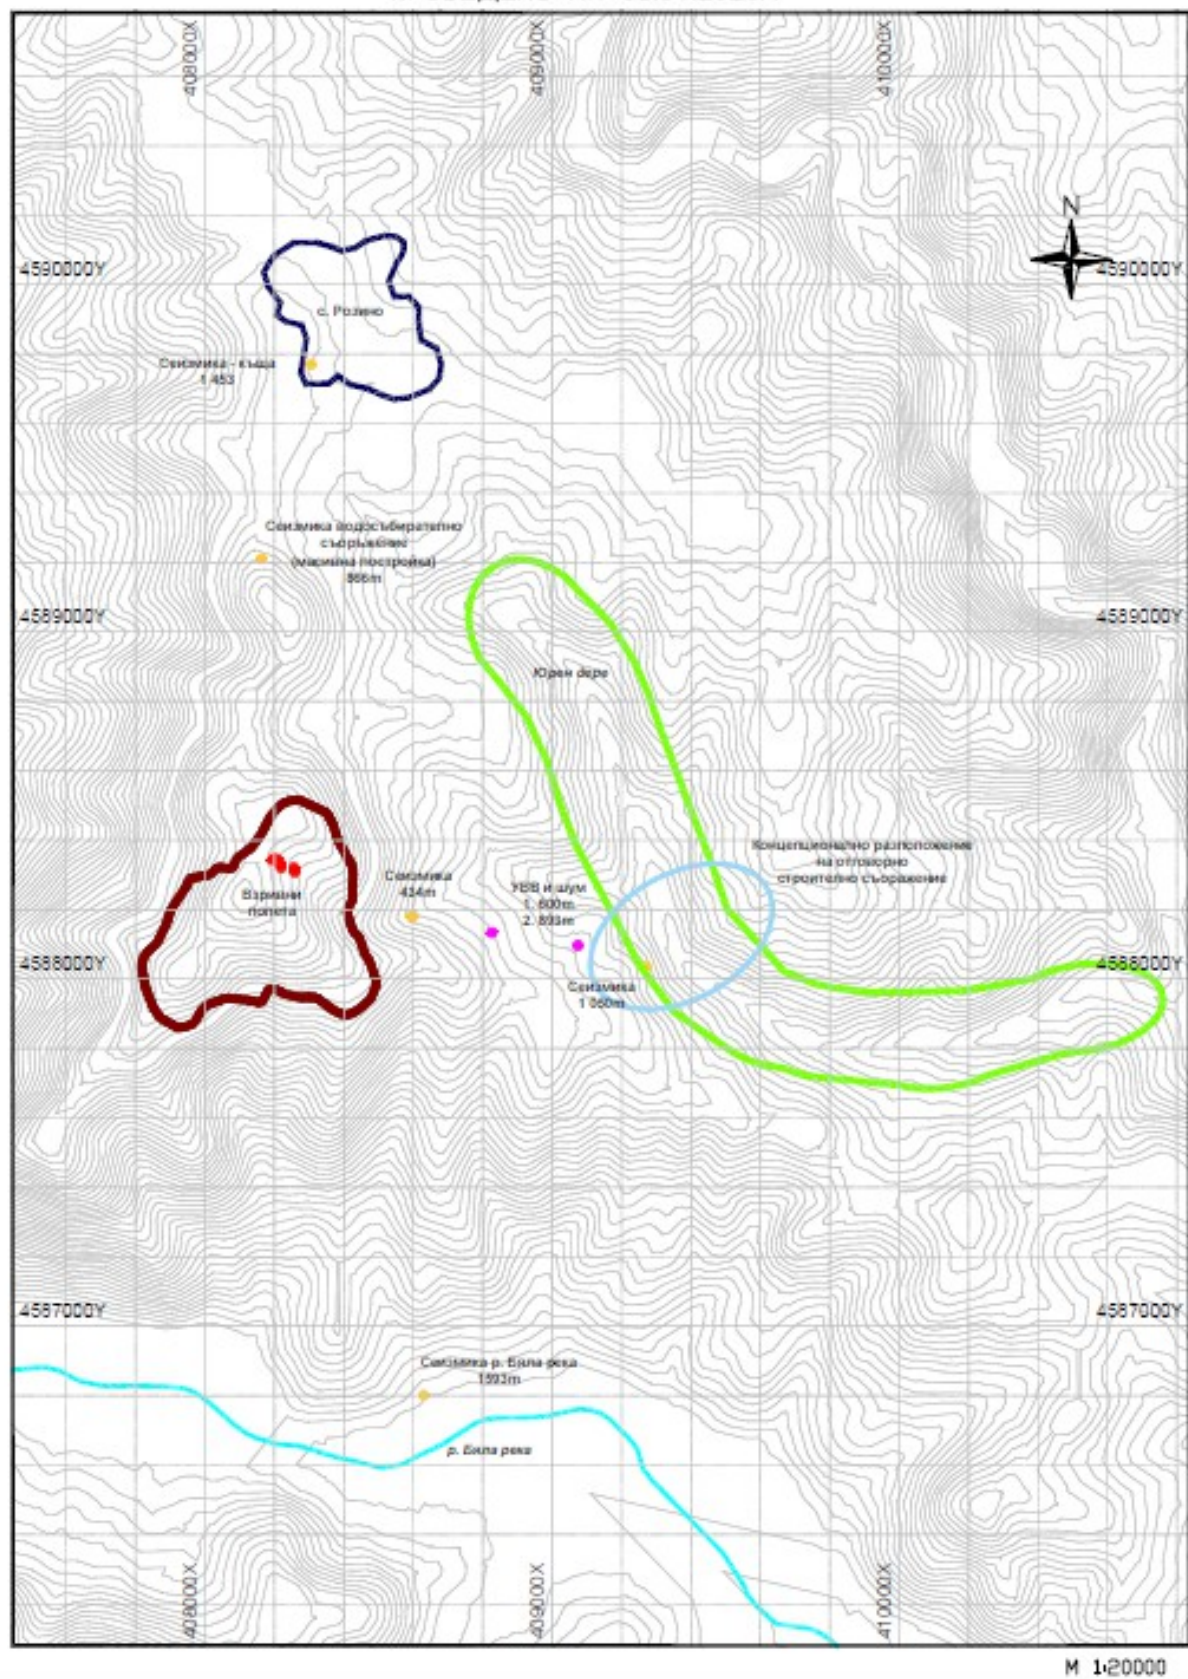 408000X
409000X
410000X
N
4590000Y
4590000Y
с. Розино
Сеизмика - къща
1 453
Сеизмика водосъбирателно
съоръжение
(масивна постройка)
866m
4589000Y
4589000Y
Юрен дере
Концепционално разположение
на отговорно
строително съоражение
Взривни
полета
Сеизмика
434m
УВВ и шум
1. 600m
2. 893m
4588000Y
4588000Y
Сеизмика
1 060m
4587000Y
4587000Y
Сеизмика р. Бяла река
1593m
р. Бяла река
408000X
409000X
410000X
М 1:20000